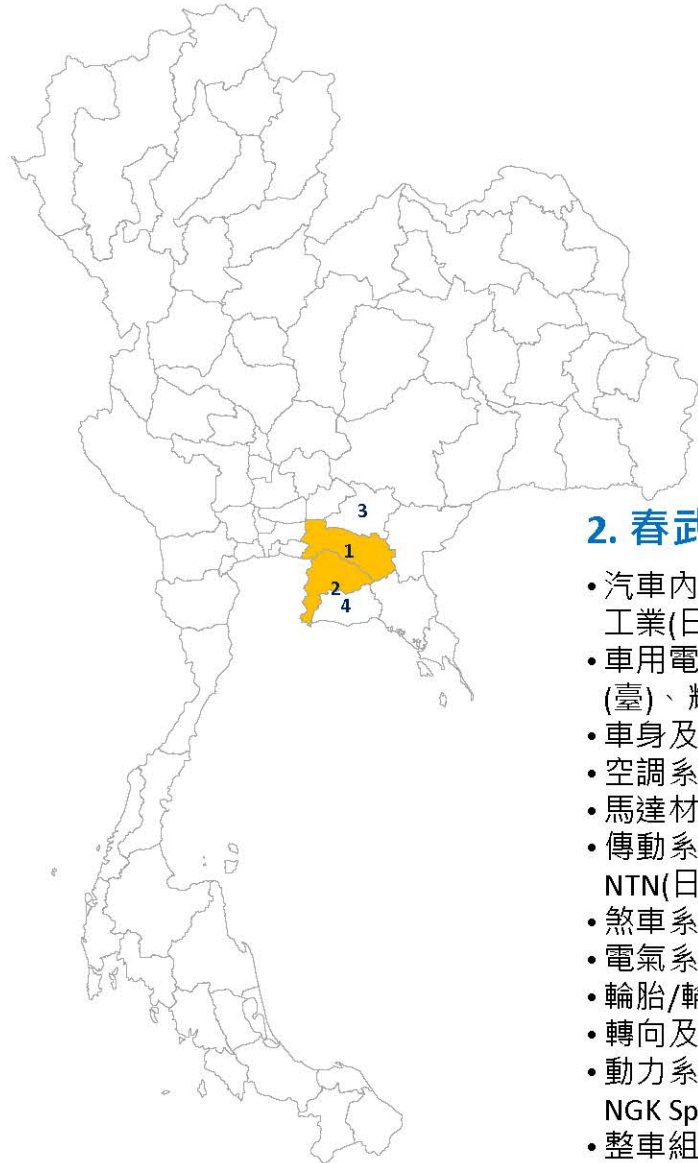 3
1
2
4
2. 春武
• 汽車內
工業(日
• 車用電
(臺)、
• 車身及
• 空調系
• 馬達材
• 傳動系
NTN(日
• 煞車系
• 電氣系
• 輪胎/輪
• 轉向及
• 動力系
NGK Sp
• 整車組